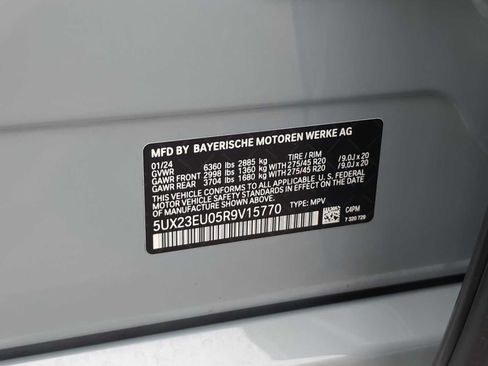 MFD BY BAYERISCHE MOTOREN WERKE AG
01/24 TIRE / RIM
GVWR 6360 lbs 2885 kg
GAWR FRONT 2998 lbs 1360 kg 275/45 R20 /9.0J x 20
GAWR REAR 3704 lbs 1680 kg 275/45 R20 /9.0J x 20
THIS VEHICLE CONFORMS TO ALL APPLICABLE U.S. FEDERAL
MOTOR VEHICLE SAFETY STANDARDS IN EFFECT ON THE DATE OF
MANUFACTURE SHOWN ABOVE.
5UX23EU05R9V15770 TYPE: MPV
C4PM
7 320 729